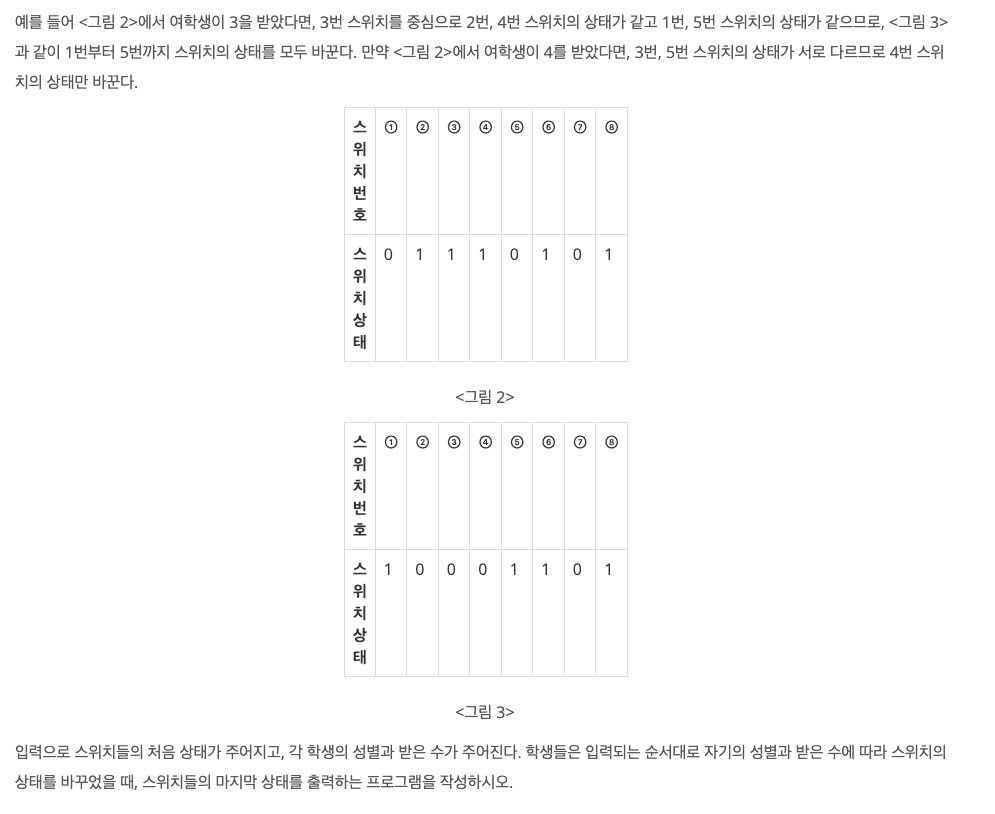 예를 들어 <그림 2>에서 여학생이 3을 받았다면, 3번 스위치를 중심으로 2번, 4번 스위치의 상태가 같고 1번, 5번 스위치의 상태가 같으므로, <그림 3>
과 같이 1번부터 5번까지 스위치의 상태를 모두 바꾼다. 만약 <그림 2>에서 여학생이 4를 받았다면, 3번, 5번 스위치의 상태가 서로 다르므로 4번 스위
치의 상태만 바꾼다.
스위치번호 ① ② ③ ④ ⑤ ⑥ ⑦ ⑧
스위치상태 0 1 1 1 0 1 0 1
<그림 2>
스위치번호 ① ② ③ ④ ⑤ ⑥ ⑦ ⑧
스위치상태 1 0 0 0 1 1 0 1
<그림 3>
입력으로 스위치들의 처음 상태가 주어지고, 각 학생의 성별과 받은 수가 주어진다. 학생들은 입력되는 순서대로 자기의 성별과 받은 수에 따라 스위치의
상태를 바꾸었을 때, 스위치들의 마지막 상태를 출력하는 프로그램을 작성하시오.